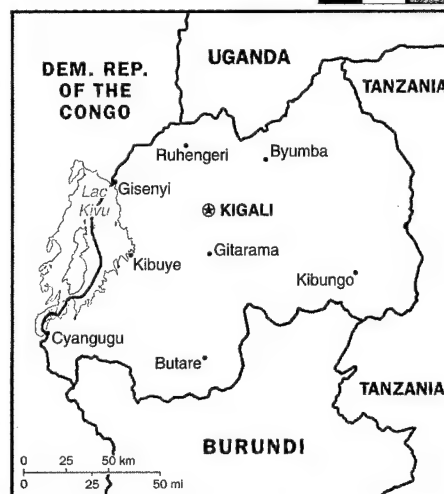 UGANDA
DEM. REP.
OF THE
CONGO
TANZANIA
Ruhengeri
Byumba
Gisenyi
Lac
Kivu
KIGALI
Gitarama
Kibuye
Kibungo
Cyangugu
Butare
TANZANIA
BURUNDI
0 25 50 km
0 25 50 mi